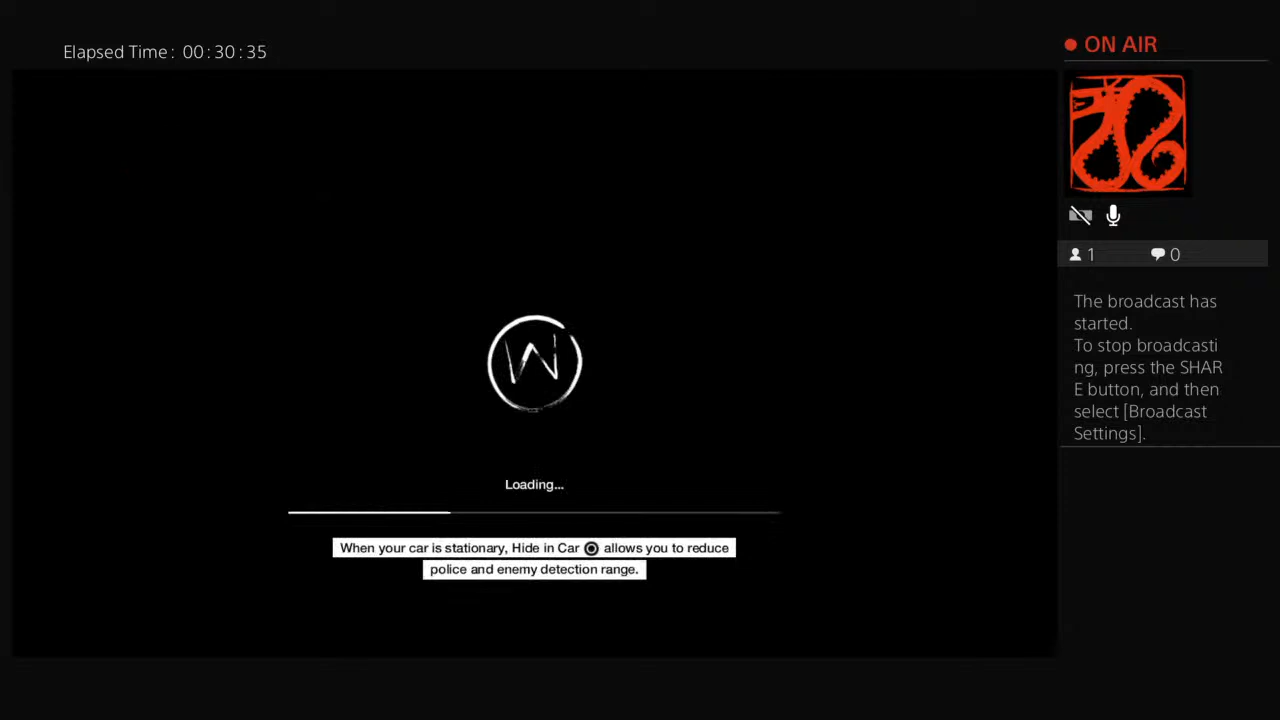 Elapsed Time: 00:30:35
ON AIR
1 0
The broadcast has
started.
To stop broadcasti
ng, press the SHAR
E button, and then
select [Broadcast
Settings].
W
Loading...
When your car is stationary, Hide in Car allows you to reduce
police and enemy detection range.